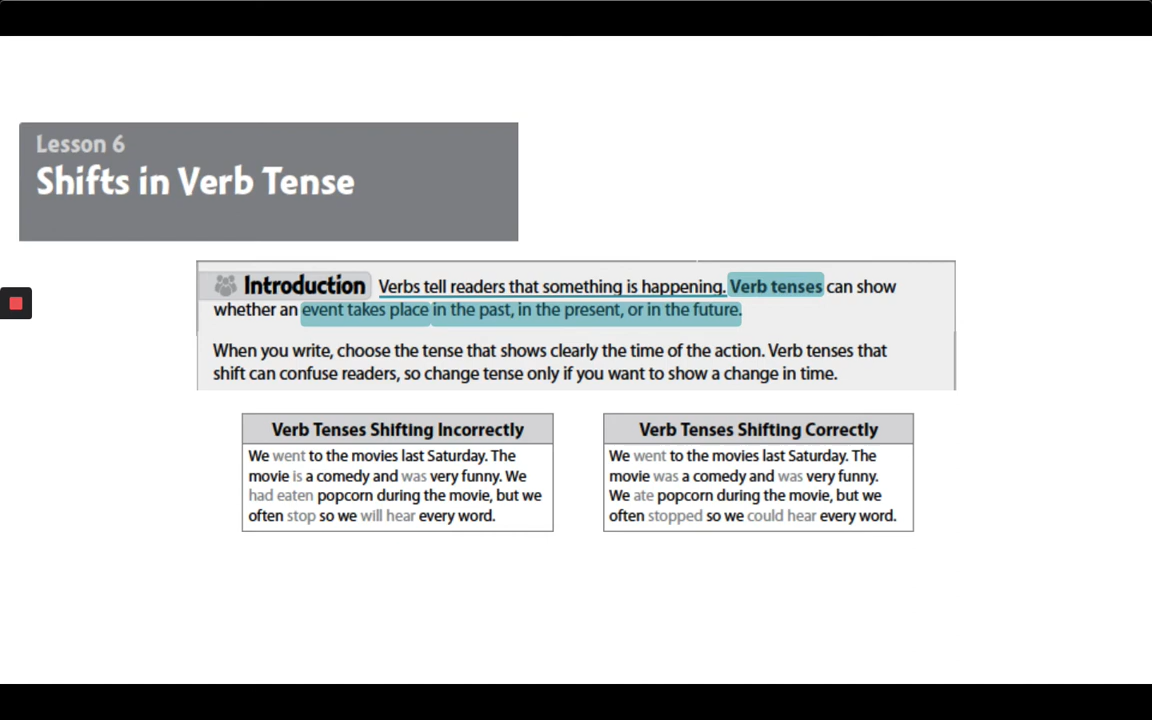 Lesson 6
Shifts in Verb Tense
Introduction Verbs tell readers that something is happening. Verb tenses can show
whether an event takes place in the past, in the present, or in the future.
When you write, choose the tense that shows clearly the time of the action. Verb tenses that
shift can confuse readers, so change tense only if you want to show a change in time.
Verb Tenses Shifting Incorrectly
We went to the movies last Saturday. The
movie is a comedy and was very funny. We
had eaten popcorn during the movie, but we
often stop so we will hear every word.
Verb Tenses Shifting Correctly
We went to the movies last Saturday. The
movie was a comedy and was very funny.
We ate popcorn during the movie, but we
often stopped so we could hear every word.